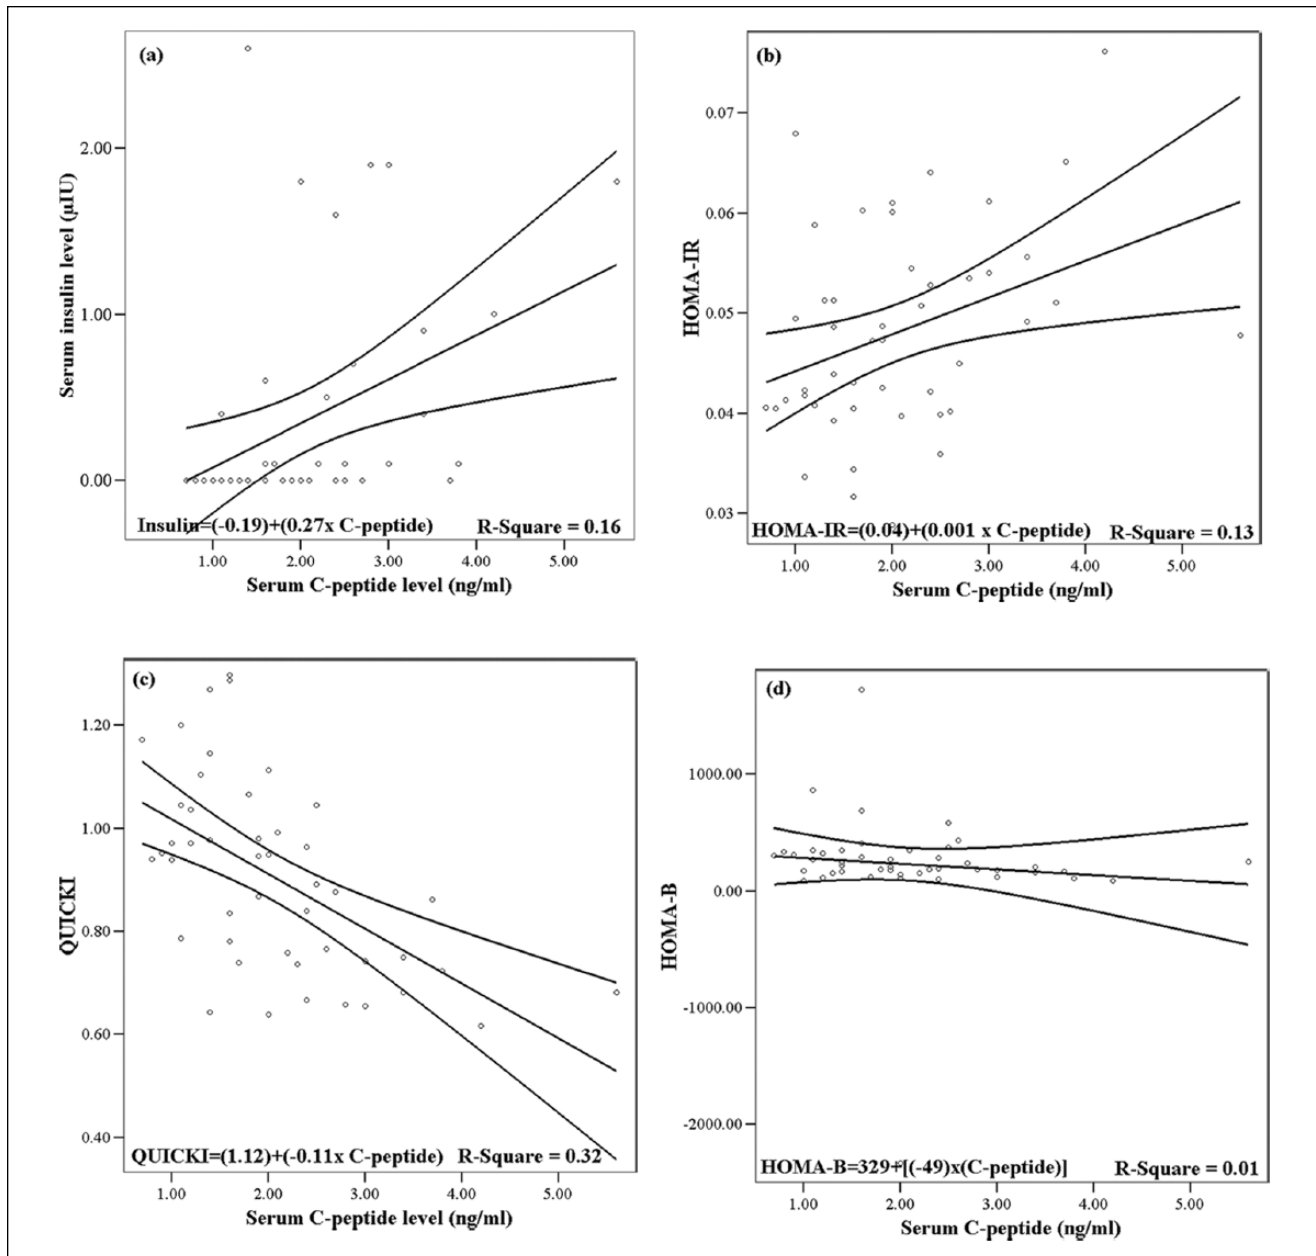 (a)
Serum insulin level (µIU)
2.00
1.00
0.00
Insulin=(-0.19)+(0.27x C-peptide)
R-Square = 0.16
1.00 2.00 3.00 4.00 5.00
Serum C-peptide level (ng/ml)
(b)
HOMA-IR
0.07
0.06
0.05
0.04
0.03
HOMA-IR=(0.04)+(0.001 x C-peptide)
R-Square = 0.13
1.00 2.00 3.00 4.00 5.00
Serum C-peptide (ng/ml)
(c)
QUICKI
1.20
1.00
0.80
0.60
0.40
QUICKI=(1.12)+(-0.11x C-peptide)
R-Square = 0.32
1.00 2.00 3.00 4.00 5.00
Serum C-peptide level (ng/ml)
(d)
HOMA-B
1000.00
0.00
-1000.00
-2000.00
HOMA-B=329+[(-49)x(C-peptide)]
R-Square = 0.01
1.00 2.00 3.00 4.00 5.00
Serum C-peptide (ng/ml)